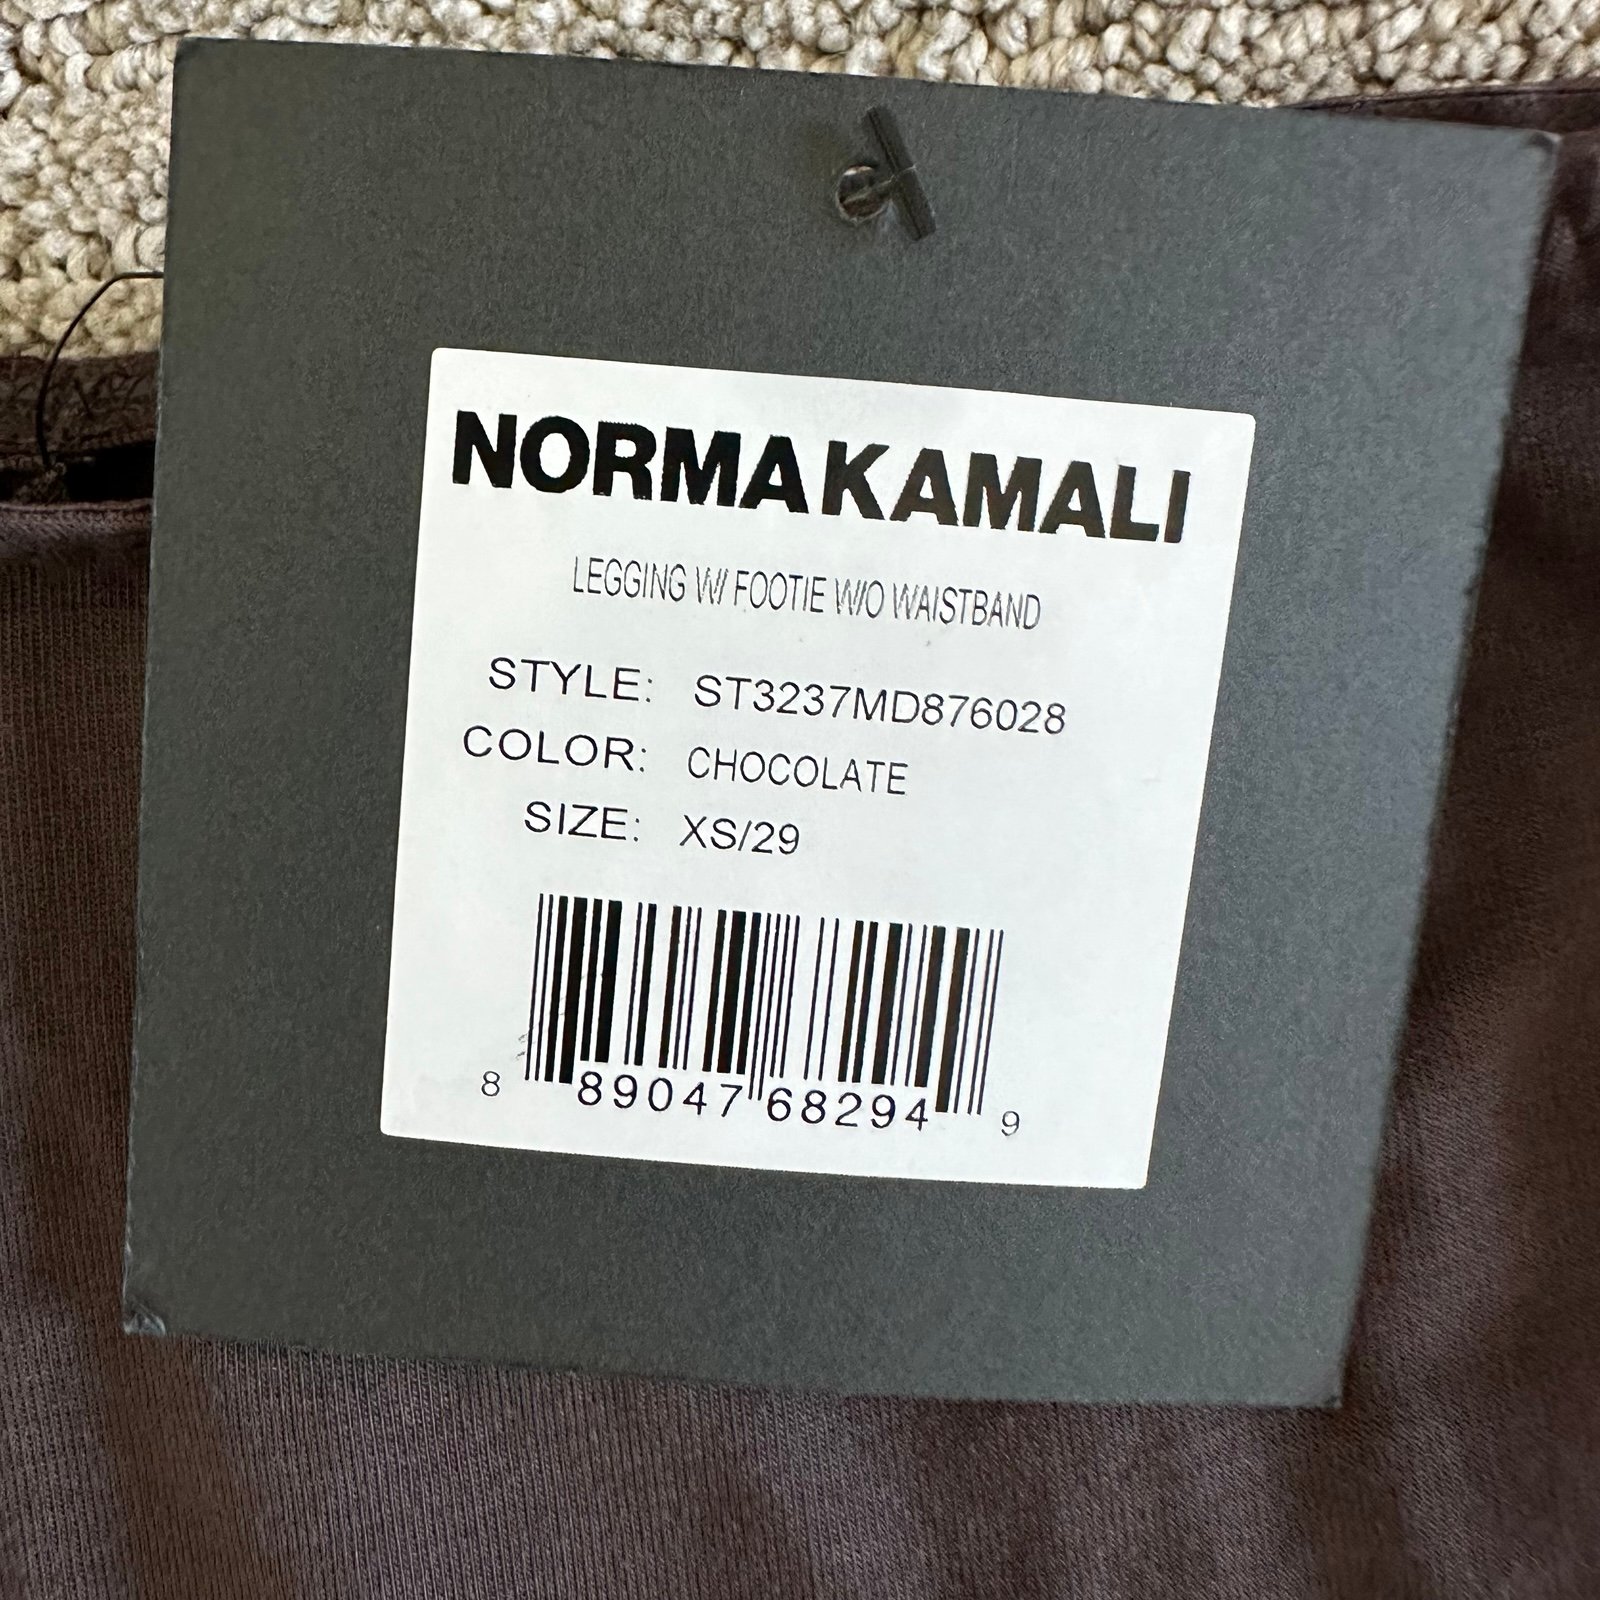 NORMA KAMALI
LEGGING W/ FOOTIE W/O WAISTBAND
STYLE: ST3237MD876028
COLOR: CHOCOLATE
SIZE: XS/29
8 89047 68294 9